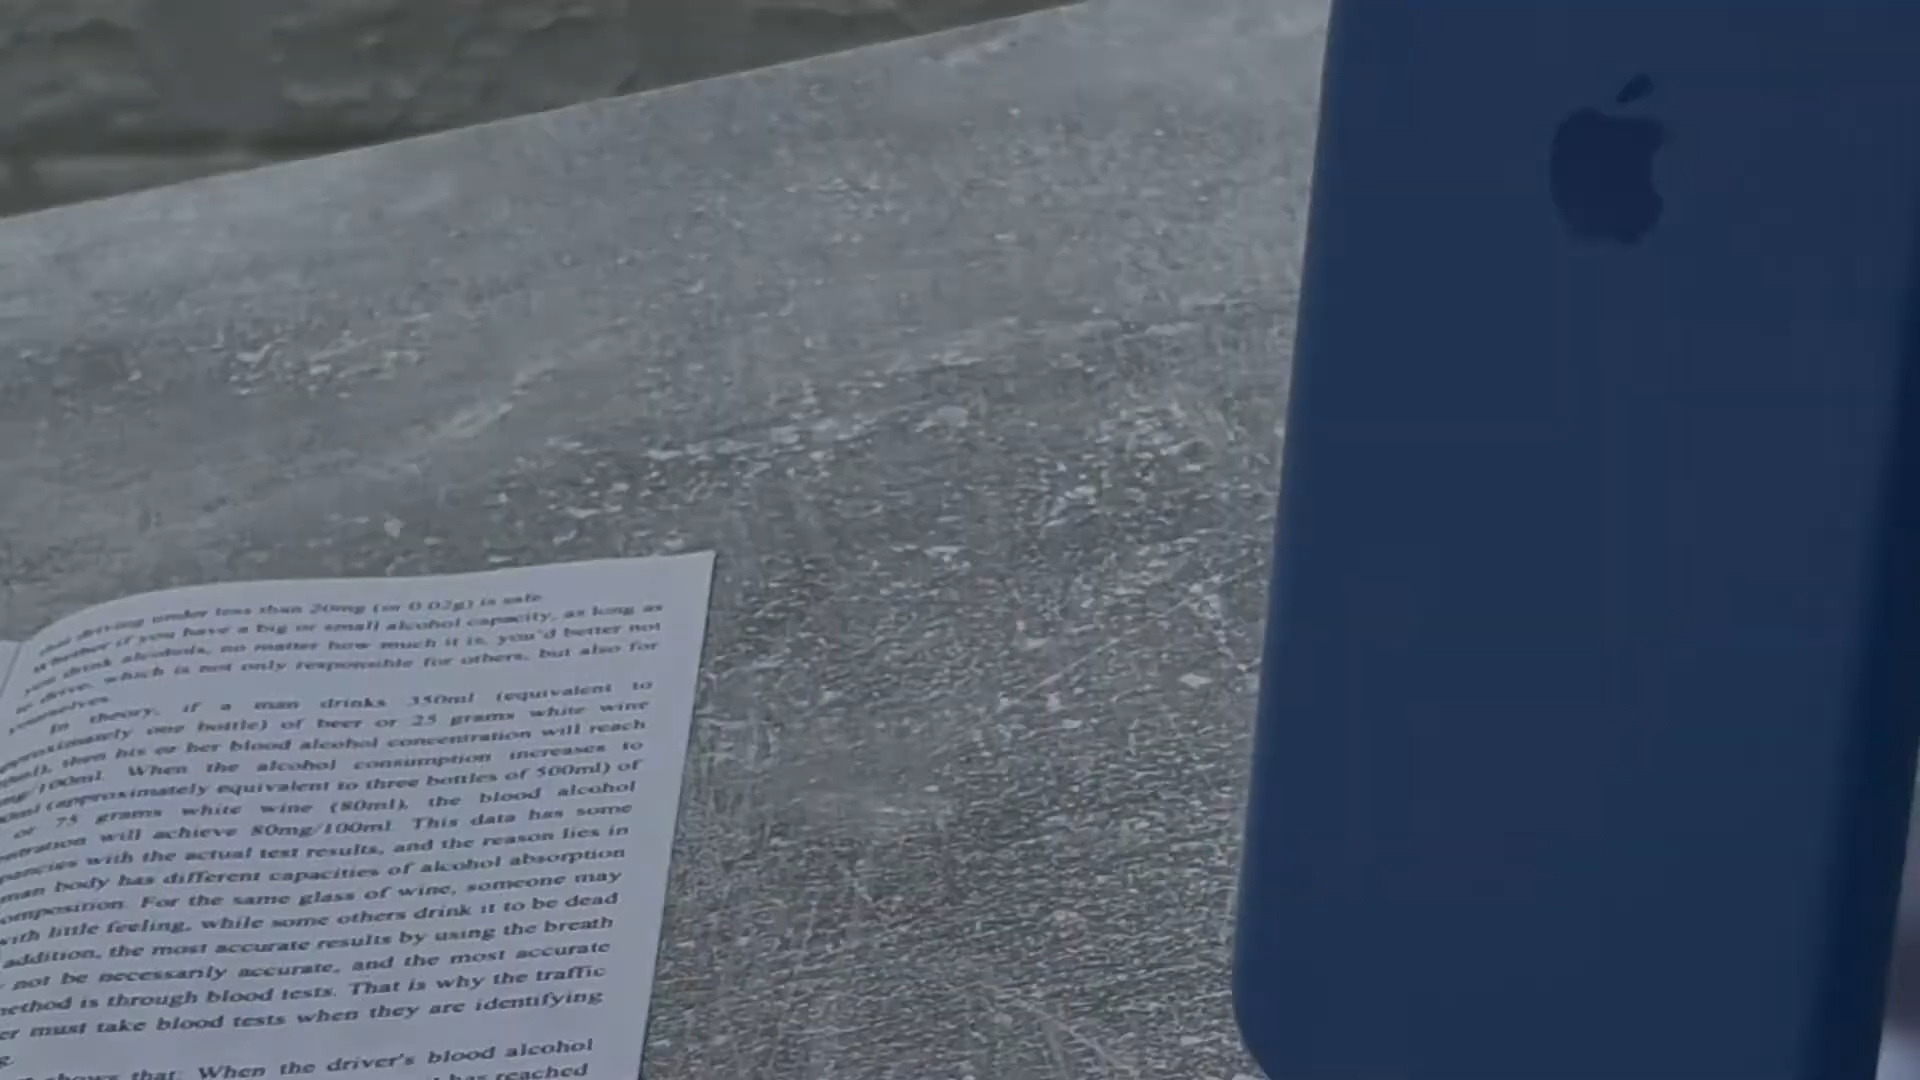 driving under less than 20mg (or 0.02g) is safe.
Whether if you have a big or small alcohol capacity, as long as
you drink alcohols, no matter how much it is, you'd better not
to drive, which is not only responsible for others, but also for
yourselves.
In theory, if a man drinks 350ml (equivalent to
one bottle) of beer or 25 grams white wine
then his or her blood alcohol concentration will reach
When the alcohol consumption increases to
(approximately equivalent to three bottles of 500ml) of
or 75 grams white wine (80ml), the blood alcohol
will achieve 80mg/100ml. This data has some
with the actual test results, and the reason lies in
body has different capacities of alcohol absorption
For the same glass of wine, someone may
with little feeling, while some others drink it to be dead
addition, the most accurate results by using the breath
not be necessarily accurate, and the most accurate
is through blood tests. That is why the traffic
must take blood tests when they are identifying
shows that: When the driver's blood alcohol
has reached